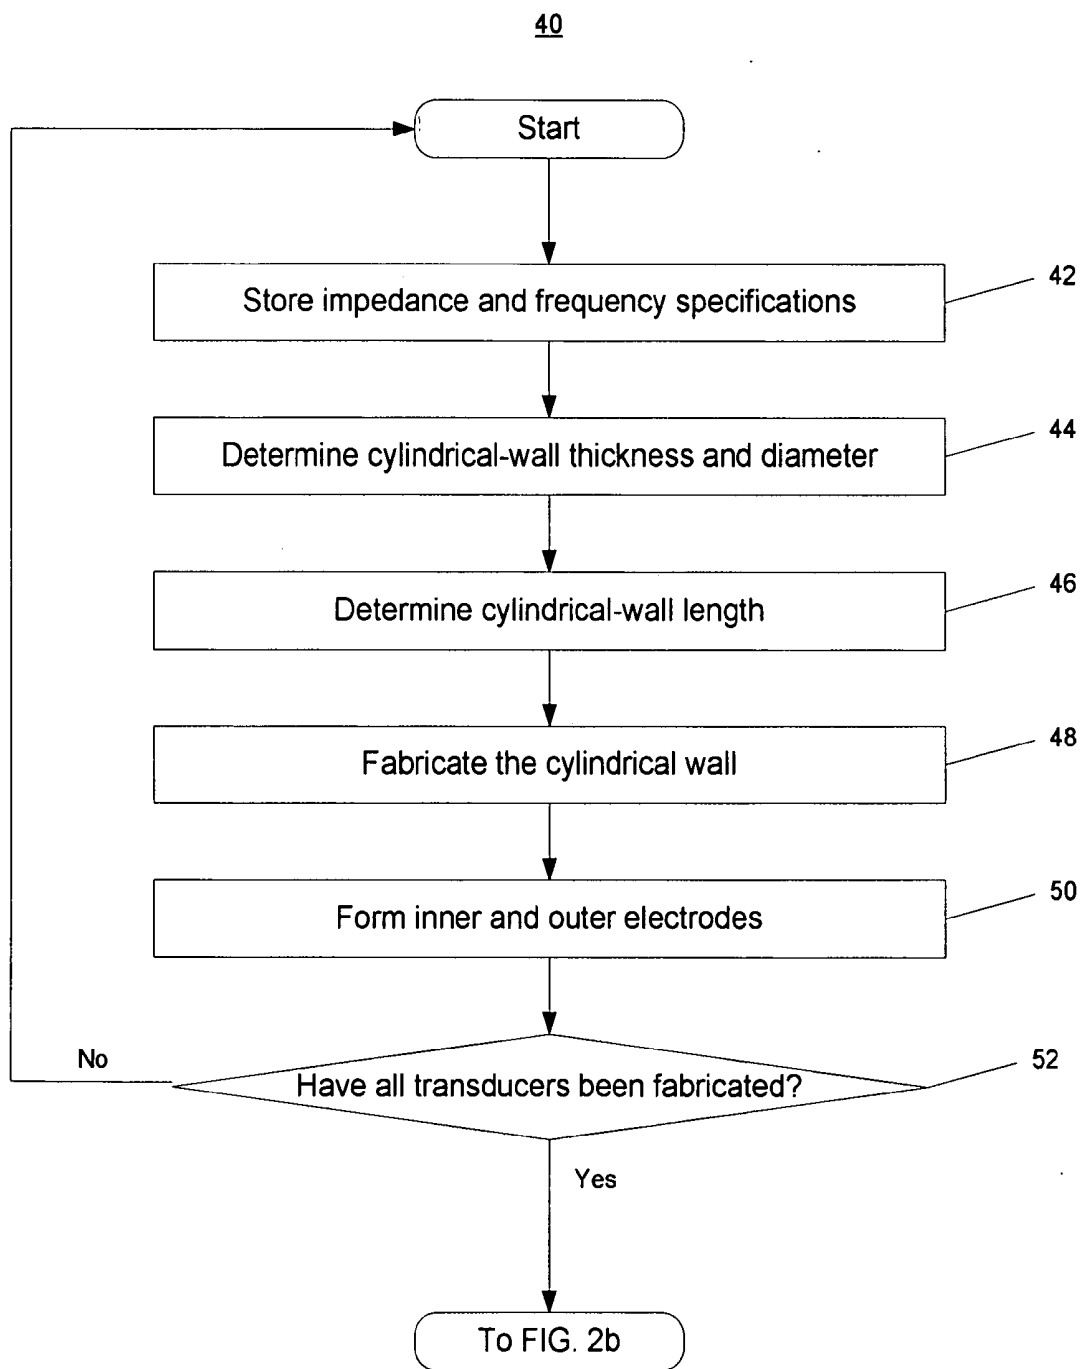 40
Start
Store impedance and frequency specifications
42
Determine cylindrical-wall thickness and diameter
44
Determine cylindrical-wall length
46
Fabricate the cylindrical wall
48
Form inner and outer electrodes
50
No
Have all transducers been fabricated?
52
Yes
To FIG. 2b